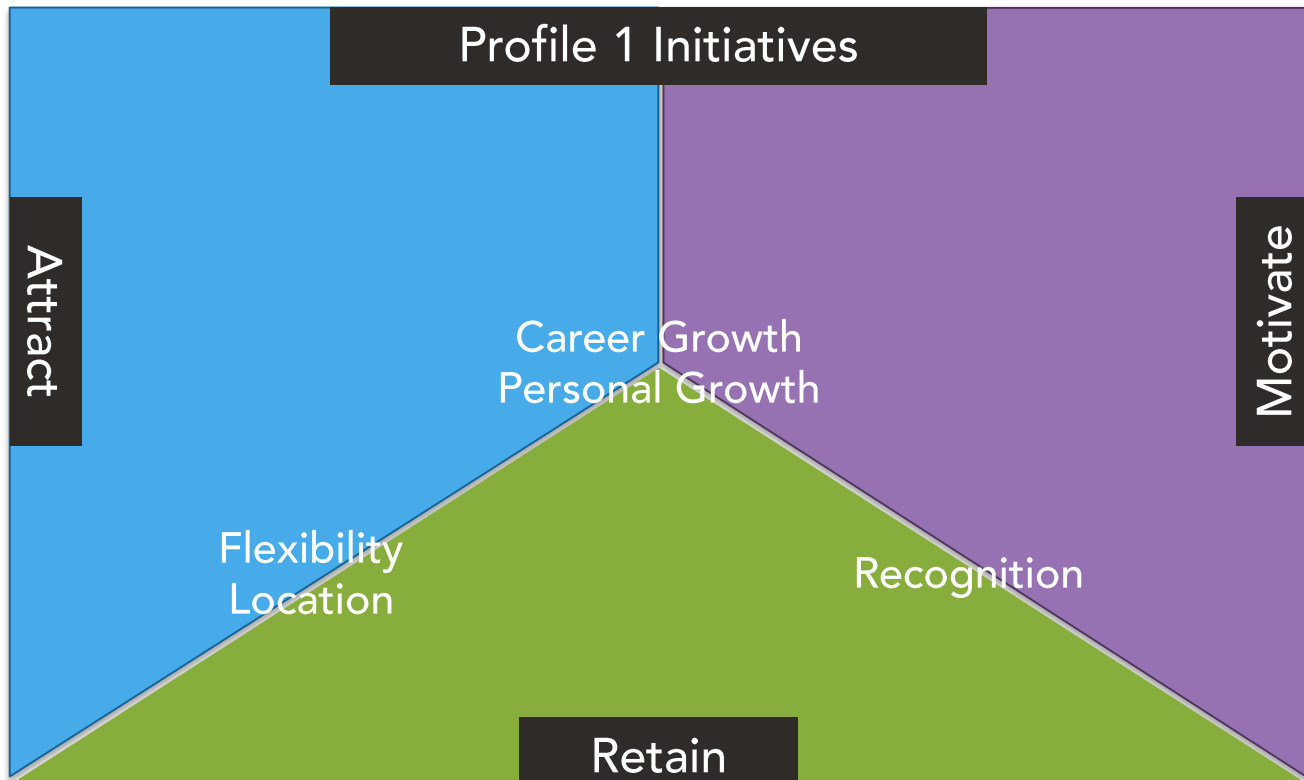 Profile 1 Initiatives
Attract
Motivate
Career Growth
Personal Growth
Flexibility
Location
Recognition
Retain